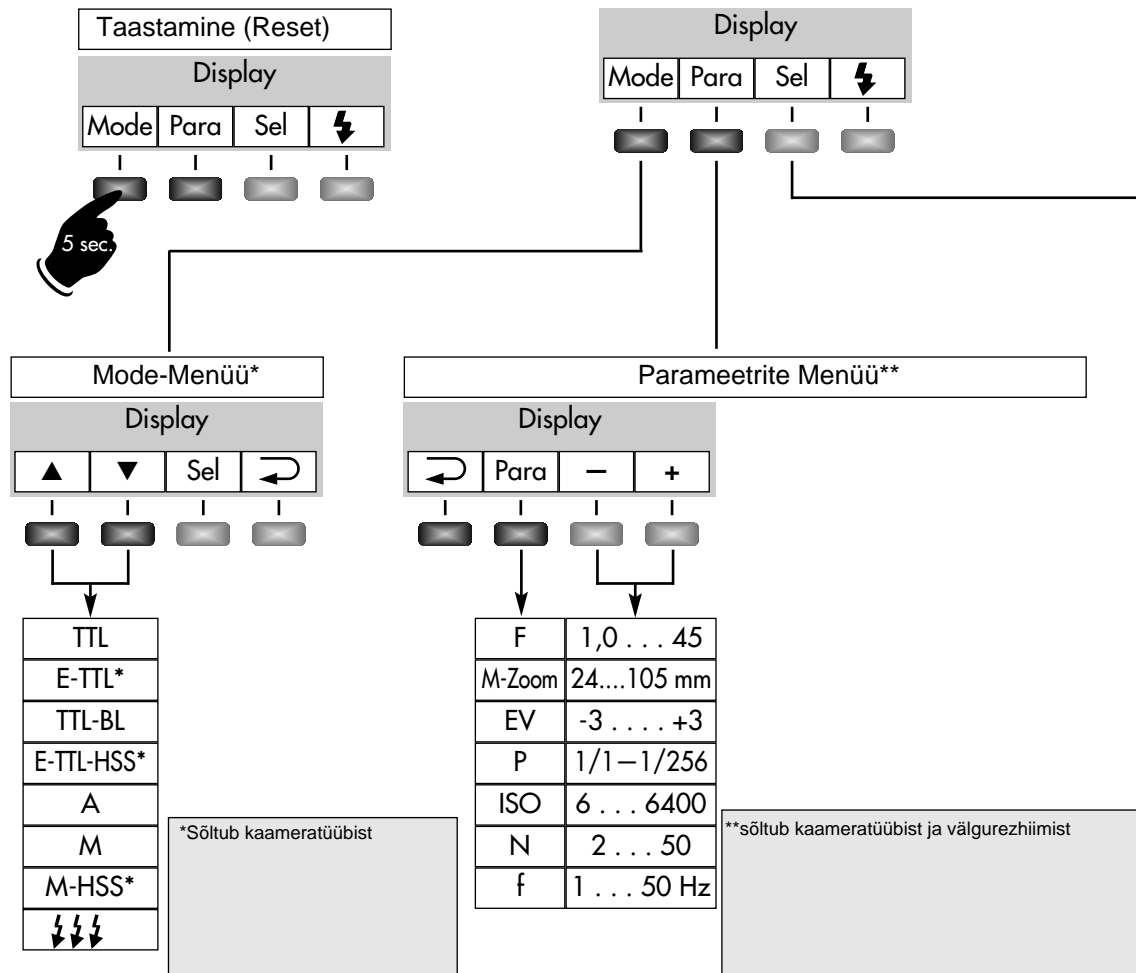 Taastamine (Reset)
Display
Mode Para Sel
5 sec.
Display
Mode Para Sel
Mode-Menüü*
Display
▲ ▼ Sel
TTL
E-TTL*
TTL-BL
E-TTL-HSS*
A
M
M-HSS*
*Sõltub kaameratüübist
Parameetrite Menüü**
Display
Para − +
F 1,0 . . . 45
M-Zoom 24....105 mm
EV -3 . . . . +3
P 1/1−1/256
ISO 6 . . . 6400
N 2 . . . 50
f 1 . . . 50 Hz
**sõltub kaameratüübist ja välgurezhiimist